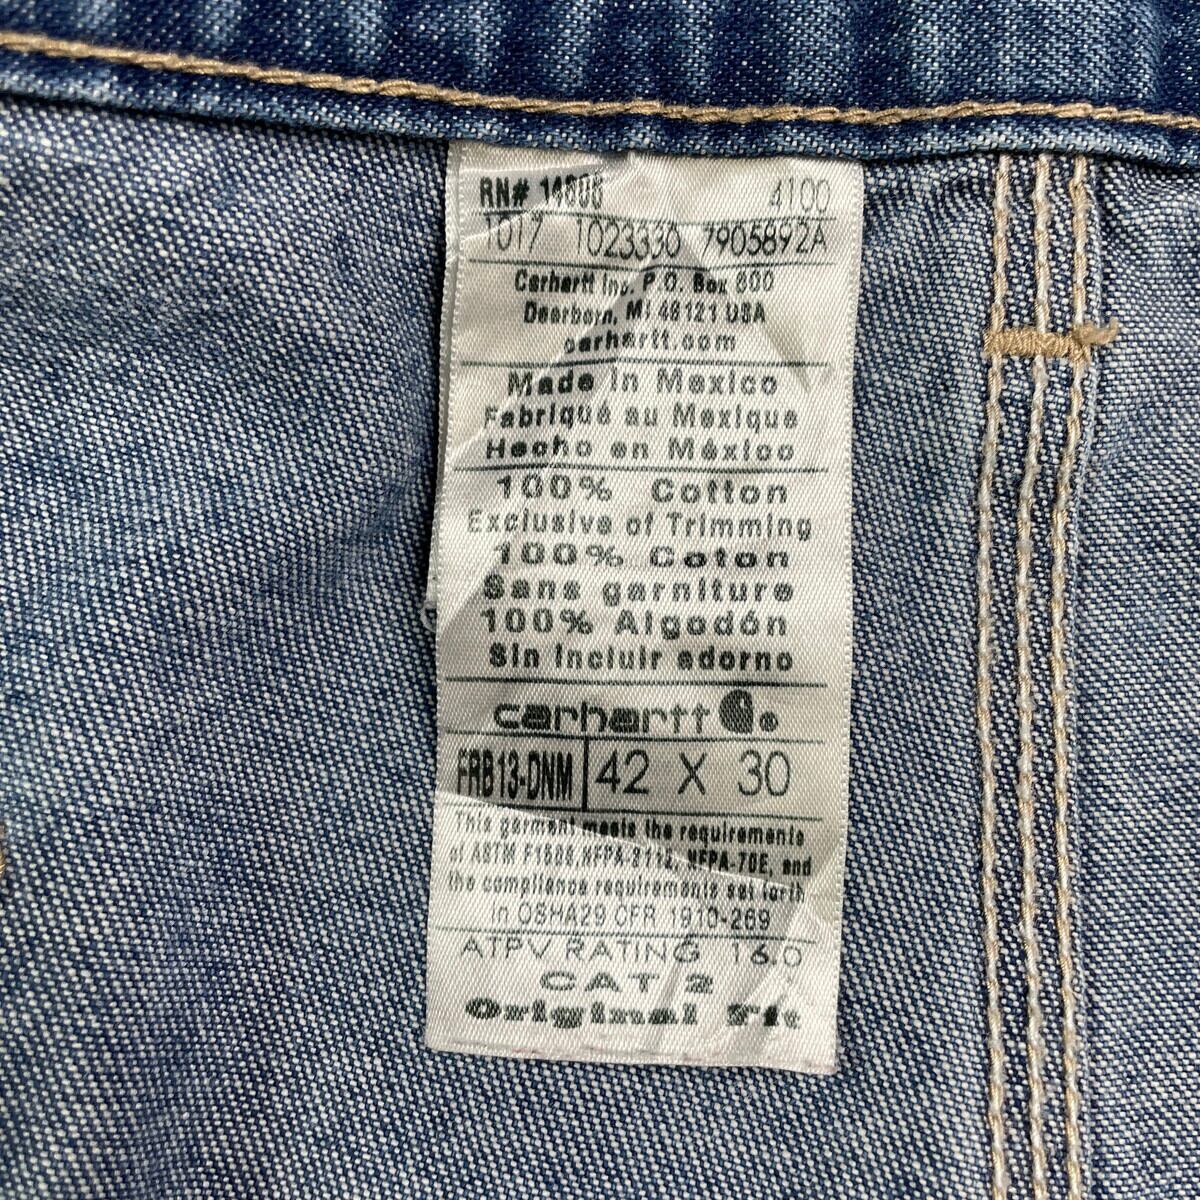 RN# 14806 4100
1017 1023330 7905892A
Carhartt Inc. P.O. Box 600
Dearborn, MI 48121 USA
carhartt.com
Made in Mexico
Fabriqué au Mexique
Hecho en México
100% Cotton
Exclusive of Trimming
100% Coton
Sans garniture
100% Algodón
Sin incluir adorno
carhartt
FRB13-DNM 42 X 30
This garment meets the requirements
of ASTM F1506, NFPA-2112, NFPA-70E, and
the compliance requirements set forth
in OSHA29 CFR 1910-269
ATPV RATING 16.0
CAT 2
Original Fit